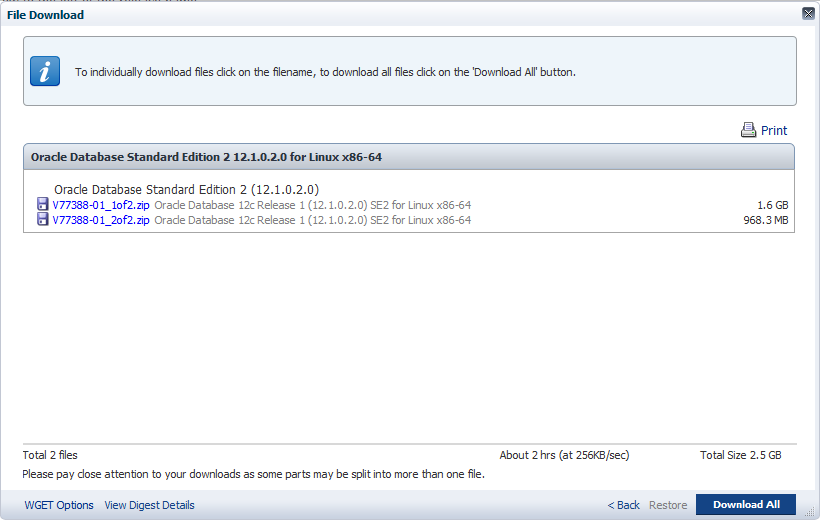 File Download
To individually download files click on the filename, to download all files click on the 'Download All' button.
Print
Oracle Database Standard Edition 2 12.1.0.2.0 for Linux x86-64
Oracle Database Standard Edition 2 (12.1.0.2.0)
V77388-01_1of2.zip Oracle Database 12c Release 1 (12.1.0.2.0) SE2 for Linux x86-64 1.6 GB
V77388-01_2of2.zip Oracle Database 12c Release 1 (12.1.0.2.0) SE2 for Linux x86-64 968.3 MB
Total 2 files About 2 hrs (at 256KB/sec) Total Size 2.5 GB
Please pay close attention to your downloads as some parts may be split into more than one file.
WGET Options View Digest Details < Back Restore Download All